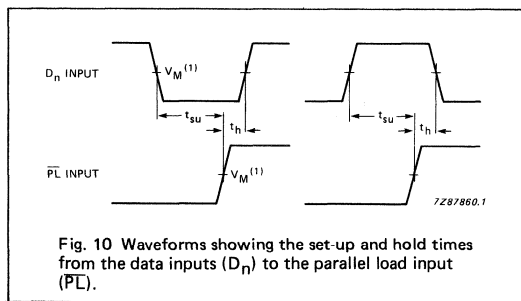 Dn INPUT
VM(1)
tsu
th
th
tsu
PL INPUT
VM(1)
7Z87860.1
Fig. 10 Waveforms showing the set-up and hold times
from the data inputs (Dn) to the parallel load input
(PL).